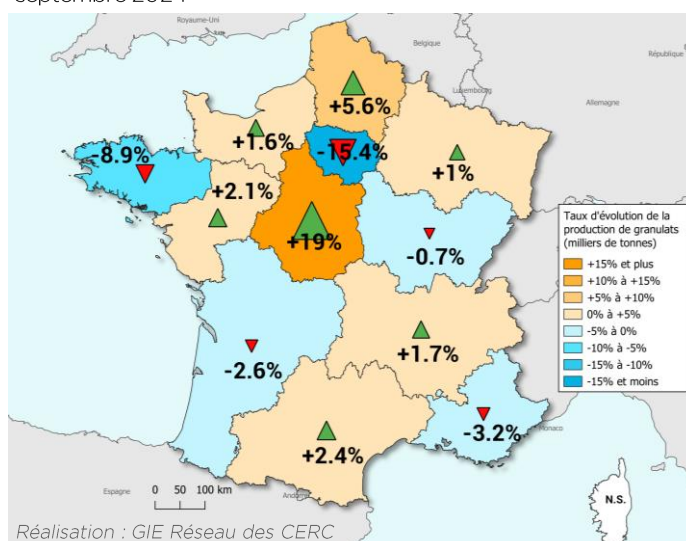 septembre 2024
Royaume-Uni
Belgique
République
Luxembourg
Allemagne
+5.6%
+1.6%
-15.4%
-8.9%
+1%
+2.1%
+19%
-0.7%
Taux d'évolution de la
production de granulats
(milliers de tonnes)
+15% et plus
+10% à +15%
+5% à +10%
0% à +5%
-5% à 0%
-10% à -5%
-15% à -10%
-15% et moins
+1.7%
-2.6%
-3.2%
Monaco
+2.4%
Espagne
0 50 100 km
N.S.
Réalisation : GIE Réseau des CERC